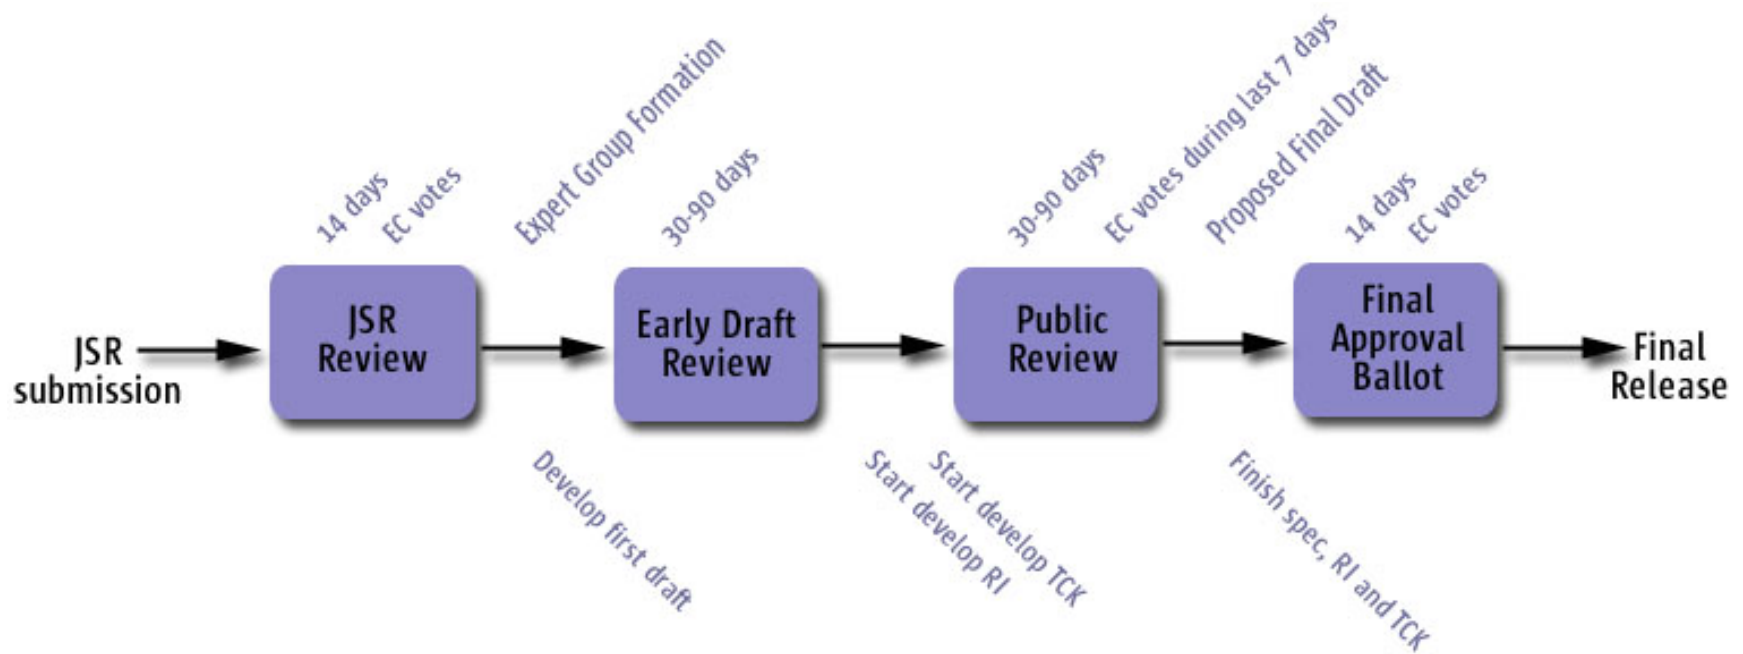 14 days
EC votes
Expert Group Formation
30-90 days
30-90 days
EC votes during last 7 days
Proposed Final Draft
14 days
EC votes
JSR
submission
JSR
Review
Early Draft
Review
Public
Review
Final
Approval
Ballot
Final
Release
Develop first draft
Start develop RI
Start develop TCK
Finish spec, RI and TCK